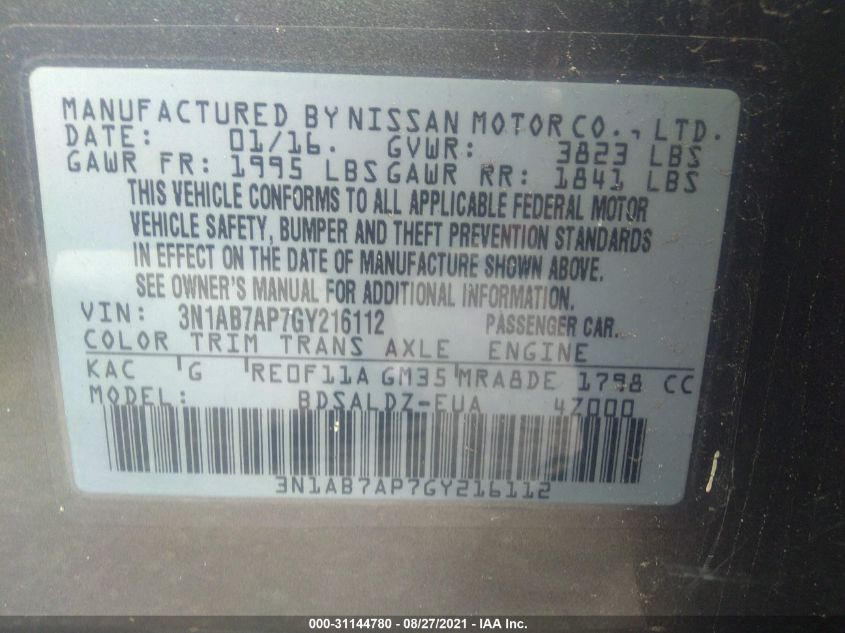 MANUFACTURED BY NISSAN MOTOR CO., LTD.
DATE: 01/16. GVWR: 3823 LBS
GAWR FR: 1995 LBS GAWR RR: 1841 LBS
THIS VEHICLE CONFORMS TO ALL APPLICABLE FEDERAL MOTOR
VEHICLE SAFETY, BUMPER AND THEFT PREVENTION STANDARDS
IN EFFECT ON THE DATE OF MANUFACTURE SHOWN ABOVE.
SEE OWNER'S MANUAL FOR ADDITIONAL INFORMATION.
VIN: 3N1AB7AP7GY216112 PASSENGER CAR.
COLOR TRIM TRANS AXLE ENGINE
KAC G RE0F11A GM35 MRA8DE 1798 CC
MODEL: BDSALDZ-EUA 4Z000
3N1AB7AP7GY216112
000-31144780 - 08/27/2021 - IAA Inc.